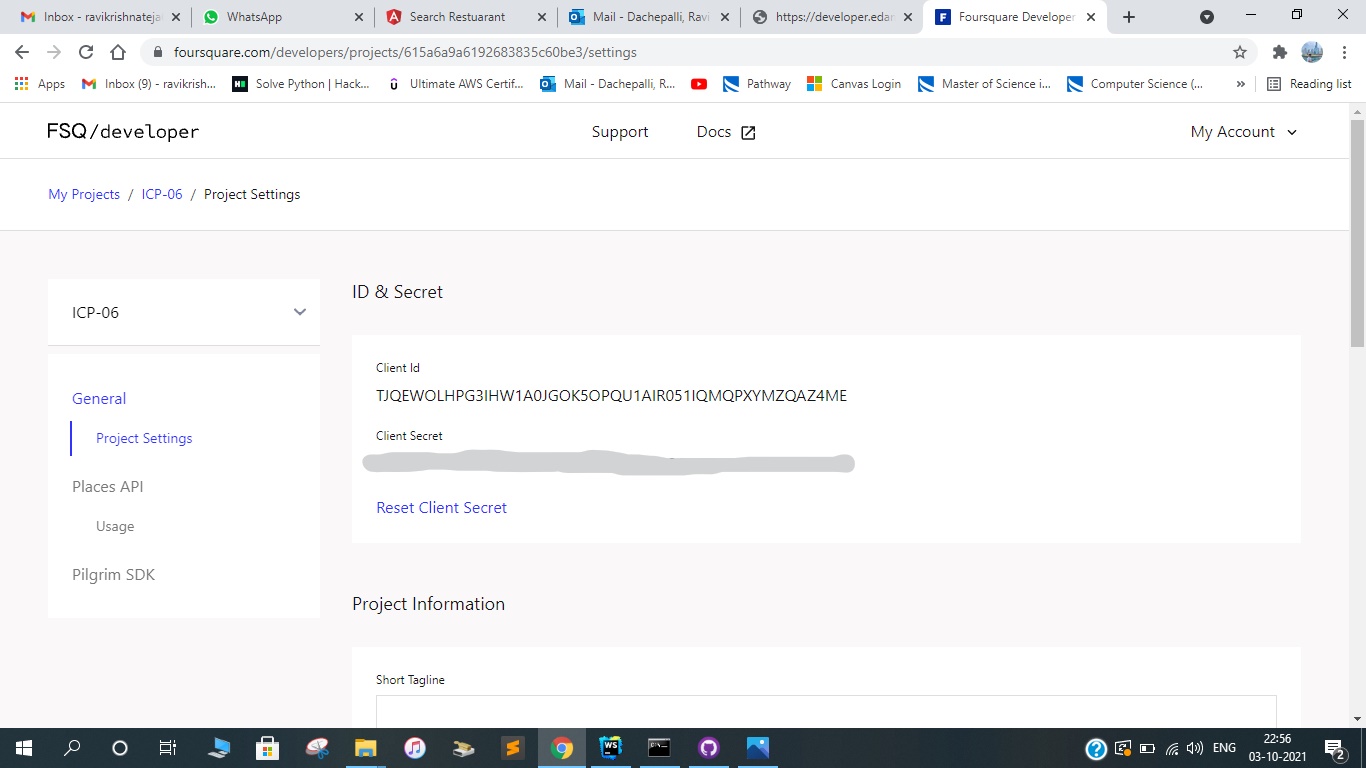 Inbox - ravikrishnateja
WhatsApp
Search Restuarant
Mail - Dachepalli, Ravi
https://developer.edam
Foursquare Developer
foursquare.com/developers/projects/615a6a9a6192683835c60be3/settings
Apps
Inbox (9) - ravikrish...
Solve Python | Hack...
Ultimate AWS Certif...
Mail - Dachepalli, R...
Pathway
Canvas Login
Master of Science i...
Computer Science (...
»
Reading list
FSQ/developer
Support
Docs
My Account
My Projects / ICP-06 / Project Settings
ICP-06
General
Project Settings
Places API
Usage
Pilgrim SDK
ID & Secret
Client Id
TJQEWOLHPG3IHW1A0JGOK5OPQU1AIR051IQMQPXYMZQAZ4ME
Client Secret
Reset Client Secret
Project Information
Short Tagline
ENG
22:56
03-10-2021
2